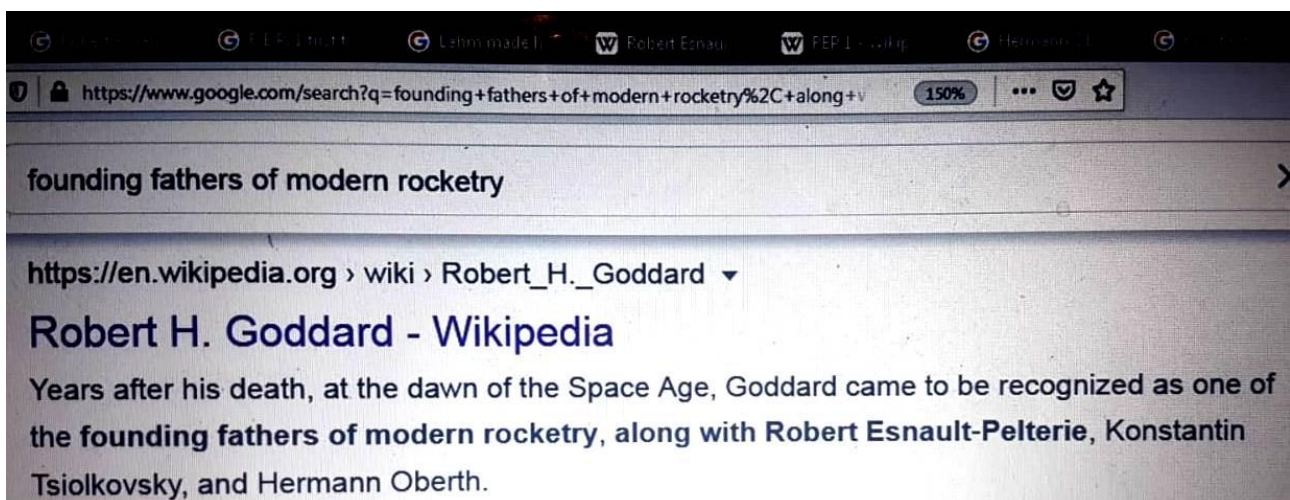 Lehm made
Robert Esnau
https://www.google.com/search?q=founding+fathers+of+modern+rocketry%2C+along+v
150%
founding fathers of modern rocketry
https://en.wikipedia.org › wiki › Robert_H._Goddard
Robert H. Goddard - Wikipedia
Years after his death, at the dawn of the Space Age, Goddard came to be recognized as one of
the founding fathers of modern rocketry, along with Robert Esnault-Pelterie, Konstantin
Tsiolkovsky, and Hermann Oberth.